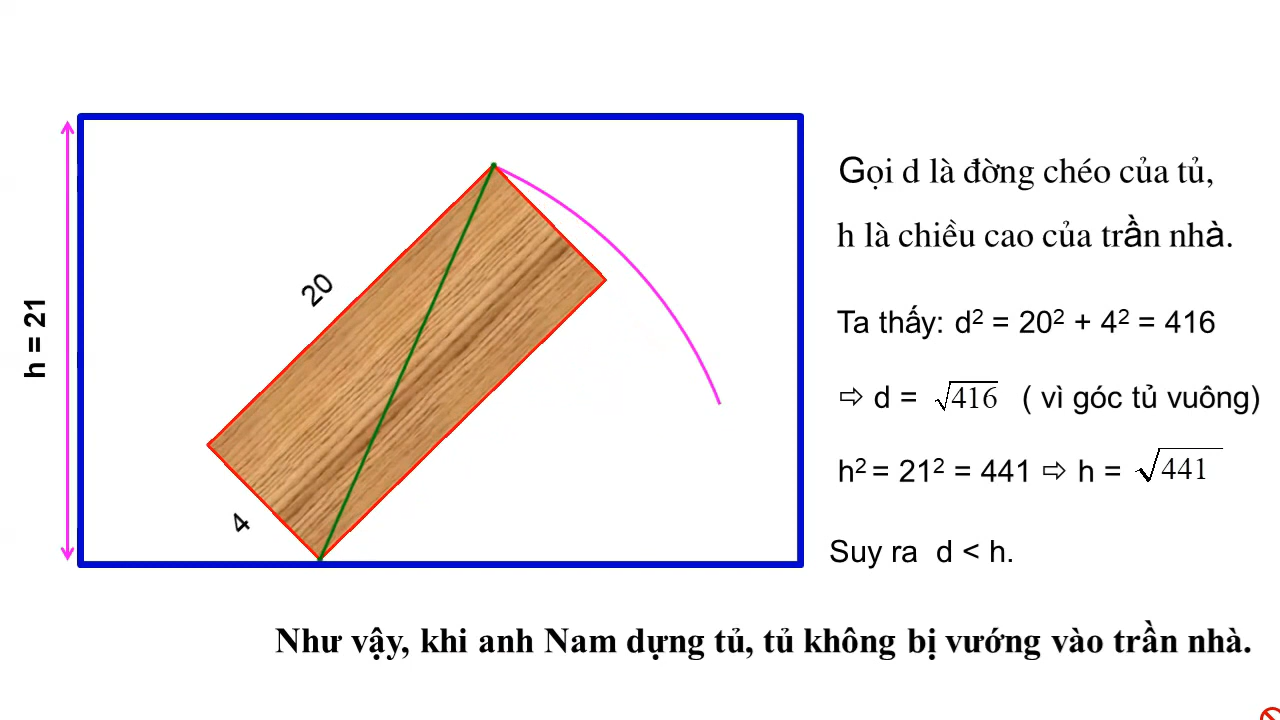 h = 21
20
4
Gọi d là đờng chéo của tủ,
h là chiều cao của trần nhà.
Ta thấy: d² = 20² + 4² = 416
⇨ d = √416 ( vì góc tủ vuông)
h² = 21² = 441 ⇨ h = √441
Suy ra d < h.
Như vậy, khi anh Nam dựng tủ, tủ không bị vướng vào trần nhà.